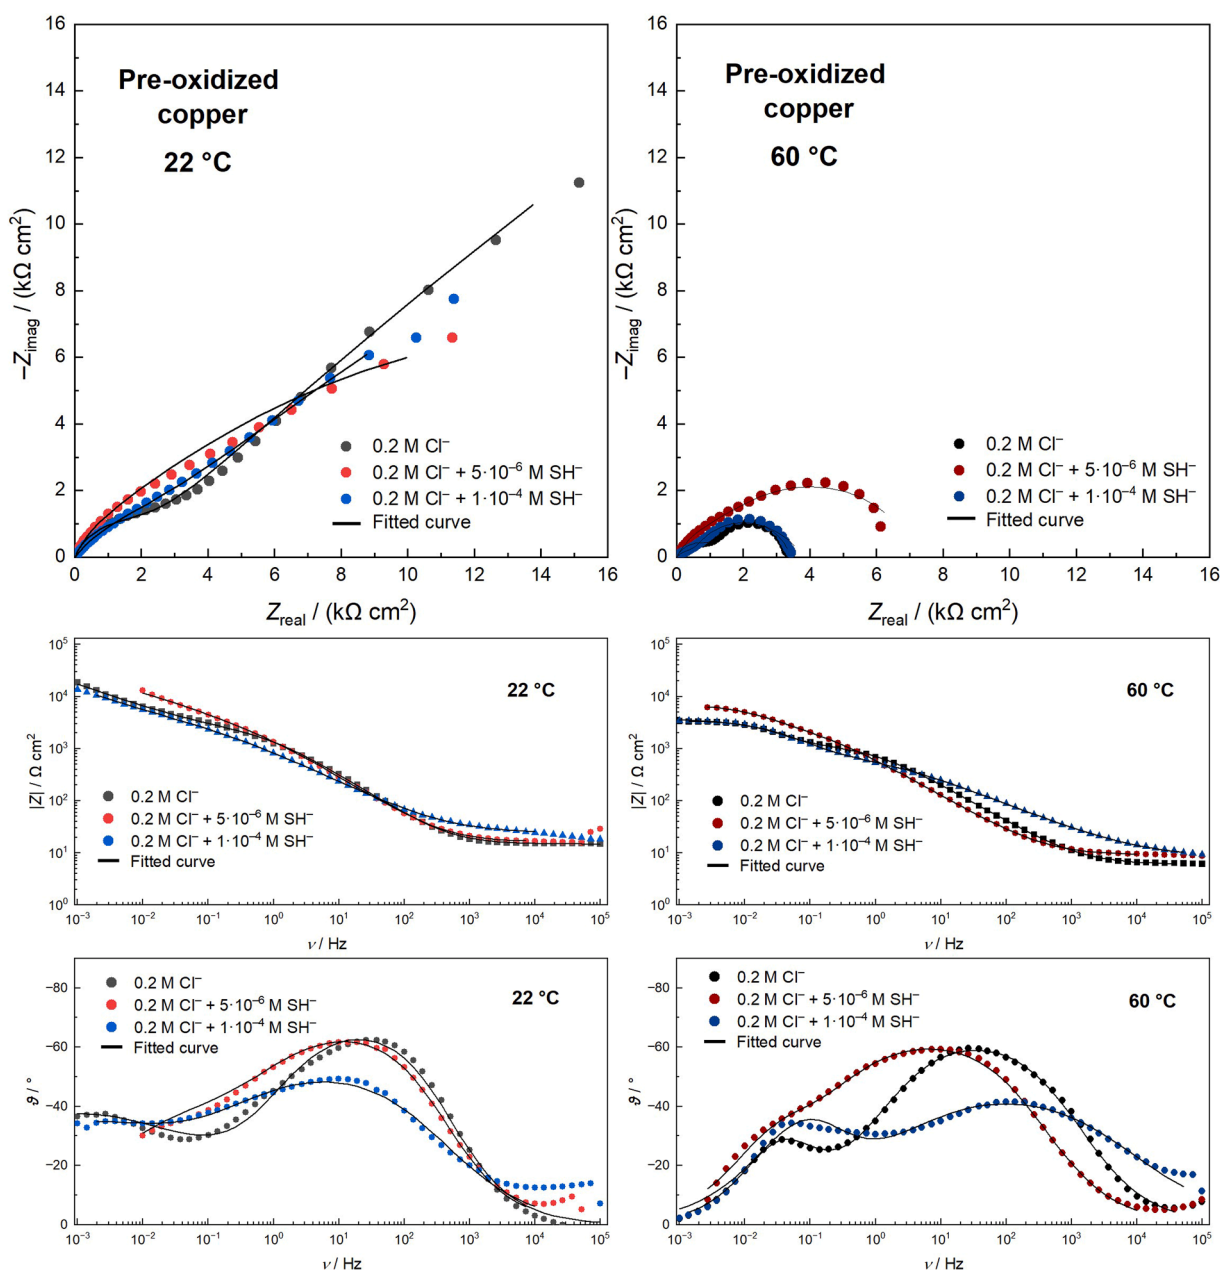 16
14
12
10
8
6
4
2
0
−Zimag / (kΩ cm²)
Pre-oxidized
copper
22 °C
0.2 M Cl⁻
0.2 M Cl⁻ + 5·10⁻⁶ M SH⁻
0.2 M Cl⁻ + 1·10⁻⁴ M SH⁻
Fitted curve
0 2 4 6 8 10 12 14 16
Zreal / (kΩ cm²)
16
14
12
10
8
6
4
2
0
−Zimag / (kΩ cm²)
Pre-oxidized
copper
60 °C
0.2 M Cl⁻
0.2 M Cl⁻ + 5·10⁻⁶ M SH⁻
0.2 M Cl⁻ + 1·10⁻⁴ M SH⁻
Fitted curve
0 2 4 6 8 10 12 14 16
Zreal / (kΩ cm²)
10⁵
10⁴
10³
10²
10¹
10⁰
|Z| / Ω cm²
22 °C
0.2 M Cl⁻
0.2 M Cl⁻ + 5·10⁻⁶ M SH⁻
0.2 M Cl⁻ + 1·10⁻⁴ M SH⁻
Fitted curve
10⁻³ 10⁻² 10⁻¹ 10⁰ 10¹ 10² 10³ 10⁴ 10⁵
ν / Hz
10⁵
10⁴
10³
10²
10¹
10⁰
|Z| / Ω cm²
60 °C
0.2 M Cl⁻
0.2 M Cl⁻ + 5·10⁻⁶ M SH⁻
0.2 M Cl⁻ + 1·10⁻⁴ M SH⁻
Fitted curve
10⁻³ 10⁻² 10⁻¹ 10⁰ 10¹ 10² 10³ 10⁴ 10⁵
ν / Hz
−80
−60
−40
−20
0
ϑ / °
0.2 M Cl⁻
0.2 M Cl⁻ + 5·10⁻⁶ M SH⁻
0.2 M Cl⁻ + 1·10⁻⁴ M SH⁻
Fitted curve
22 °C
10⁻³ 10⁻² 10⁻¹ 10⁰ 10¹ 10² 10³ 10⁴ 10⁵
ν / Hz
−80
−60
−40
−20
0
ϑ / °
0.2 M Cl⁻
0.2 M Cl⁻ + 5·10⁻⁶ M SH⁻
0.2 M Cl⁻ + 1·10⁻⁴ M SH⁻
Fitted curve
60 °C
10⁻³ 10⁻² 10⁻¹ 10⁰ 10¹ 10² 10³ 10⁴ 10⁵
ν / Hz